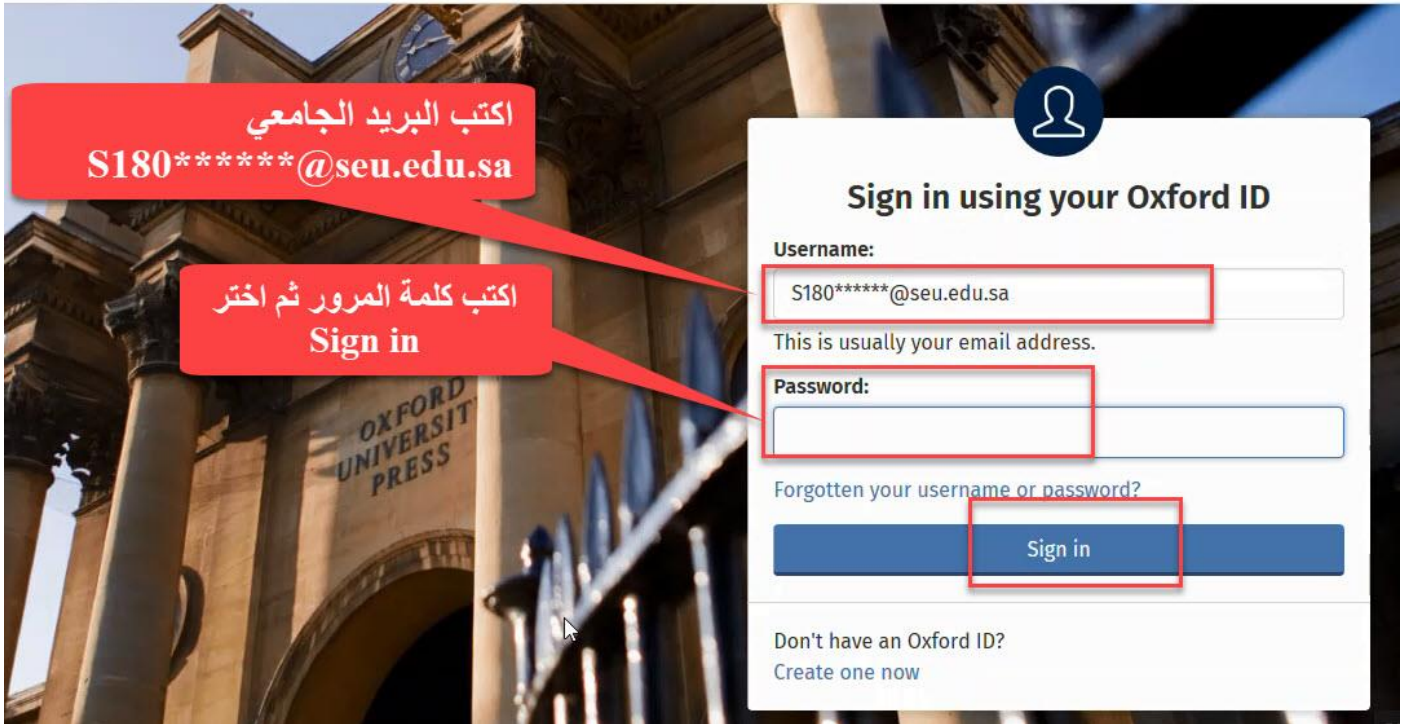 اكتب البريد الجامعي
S180******@seu.edu.sa
اكتب كلمة المرور ثم اختر
Sign in
OXFORD
UNIVERSITY
PRESS
Sign in using your Oxford ID
Username:
S180******@seu.edu.sa
This is usually your email address.
Password:
Forgotten your username or password?
Sign in
Don't have an Oxford ID?
Create one now